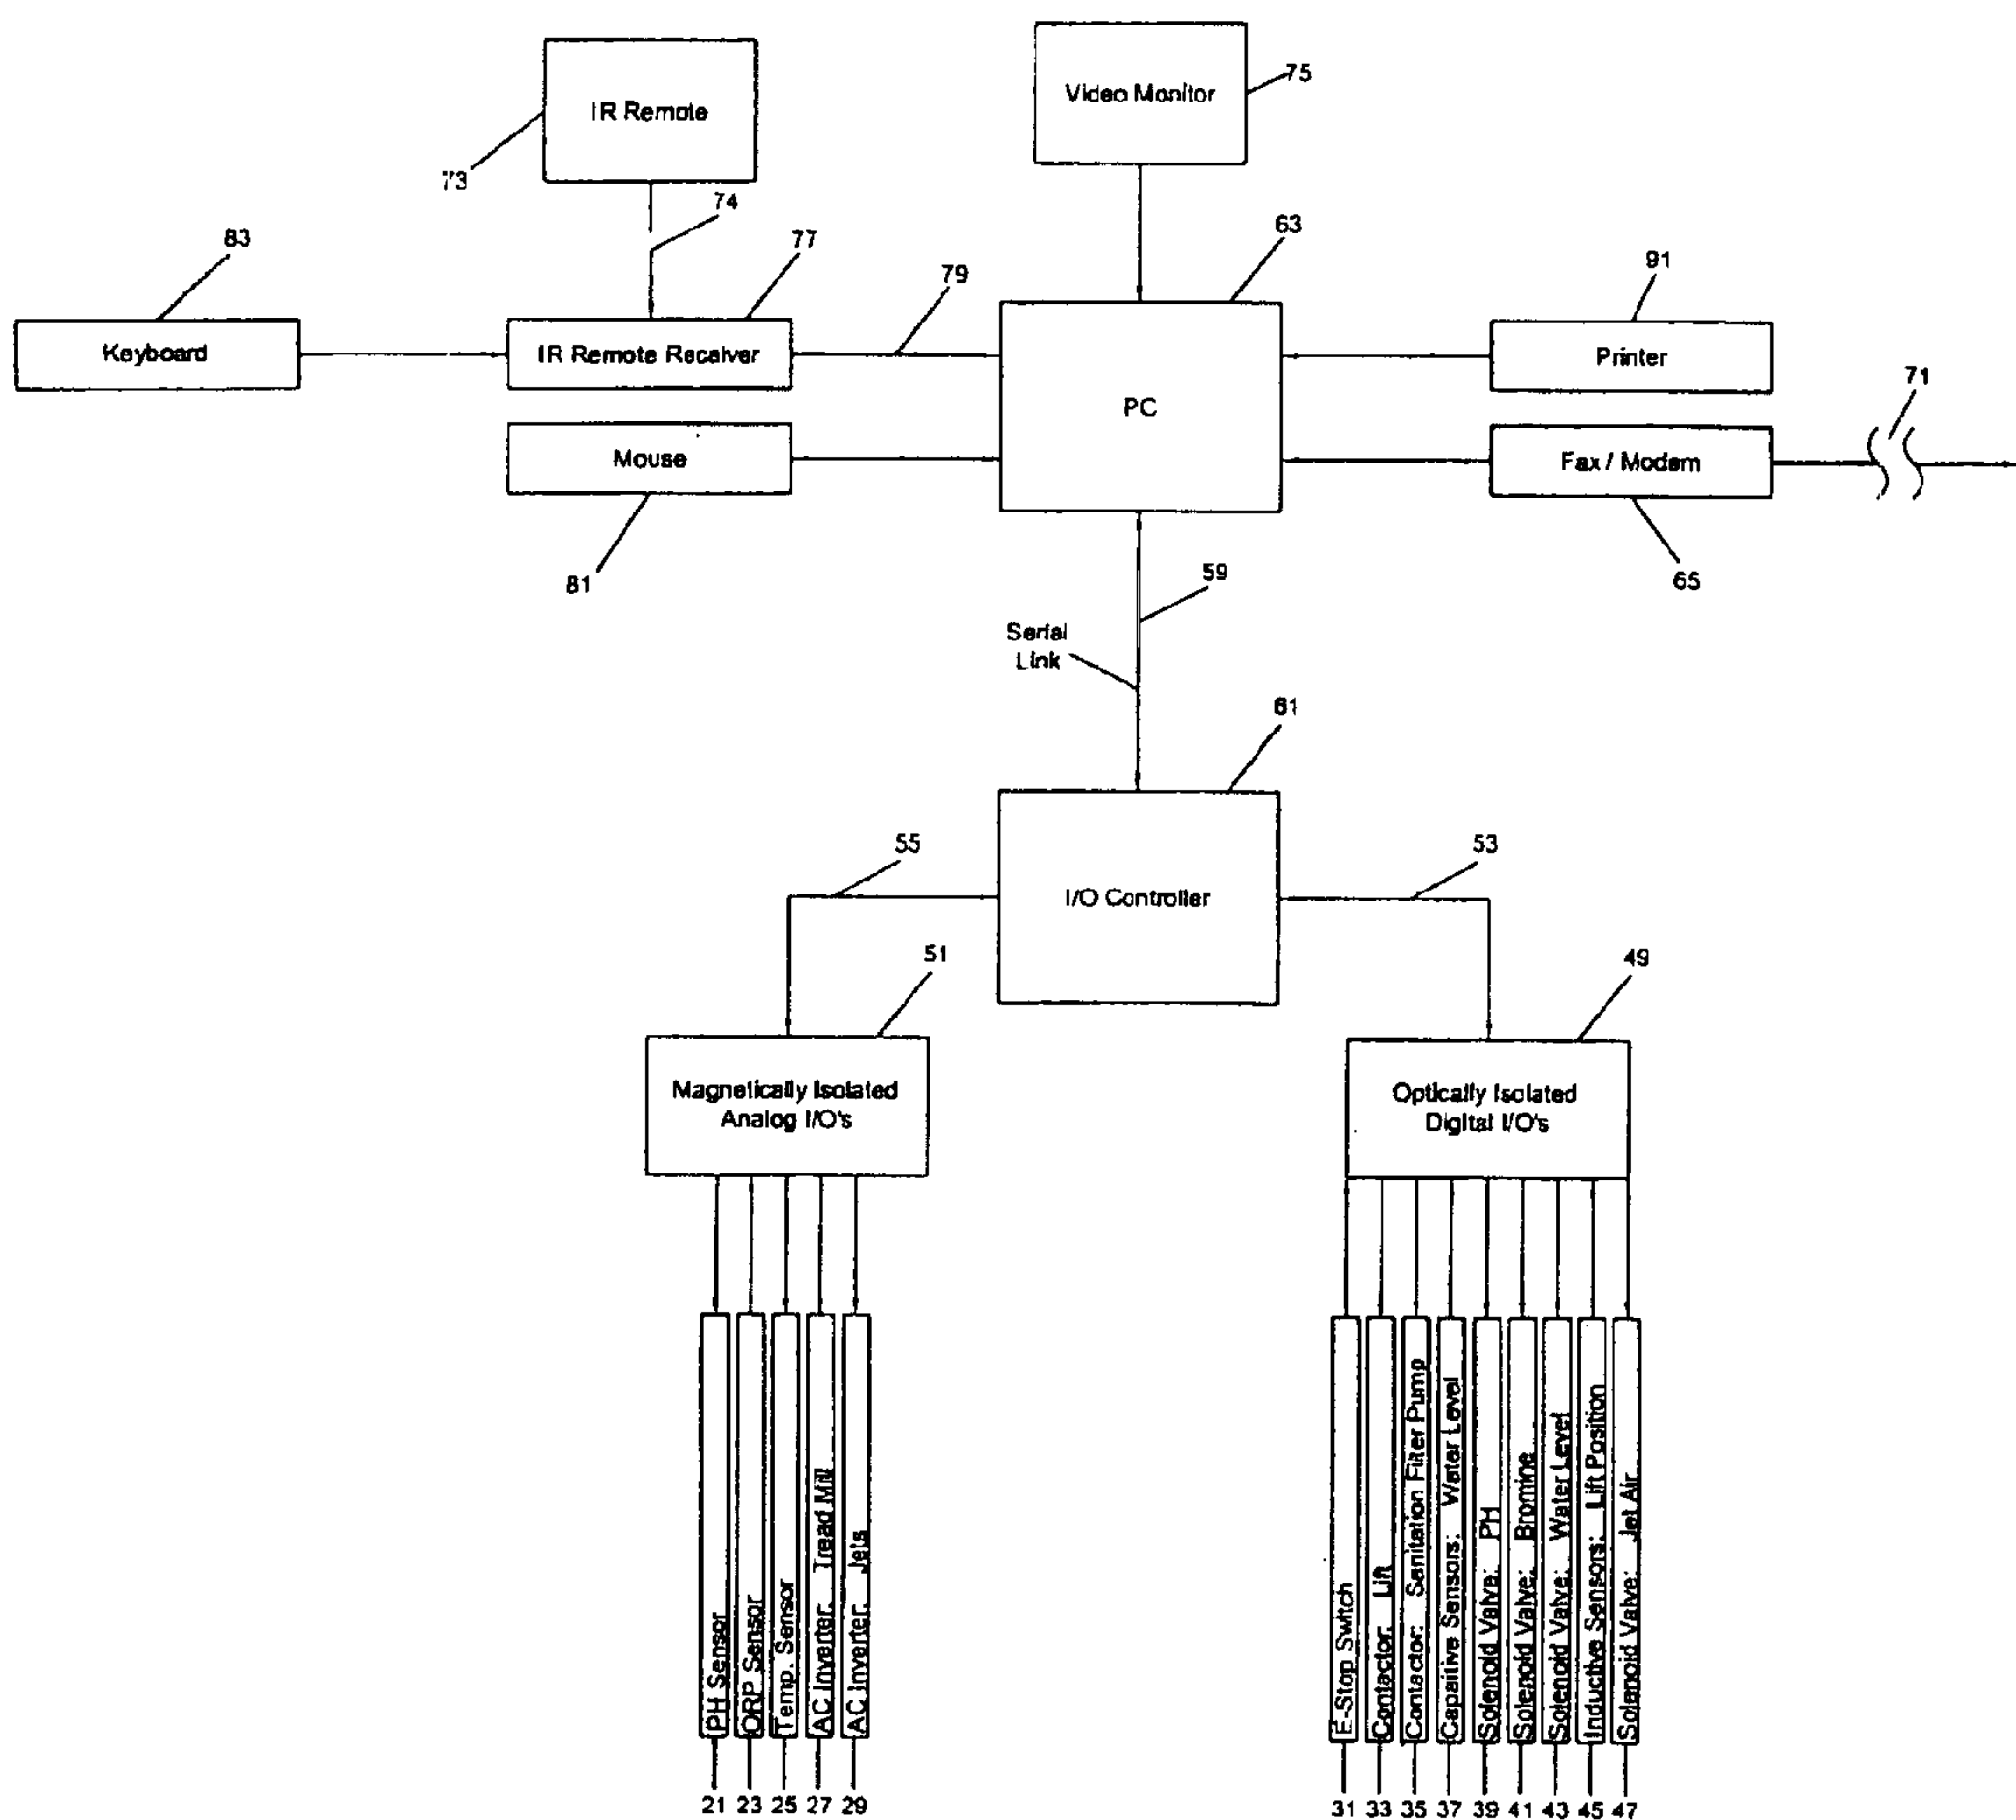 IR Remote
73
74
Video Monitor
75
83
77
79
63
91
71
Keyboard
IR Remote Receiver
PC
Printer
Mouse
Fax / Modem
81
65
59
Serial
Link
61
55
53
I/O Controller
51
49
Magnetically Isolated
Analog I/O's
Optically Isolated
Digital I/O's
PH Sensor
ORP Sensor
Temp. Sensor
AC Inverter: Tread Mill
AC Inverter: Jets
E-Stop Switch
Contactor: Lift
Contactor: Sanitation Filter Pump
Capaitive Sensors: Water Level
Solenoid Valve: PH
Solenoid Valve: Bromine
Solenoid Valve: Water Level
Inductive Sensors: Lift Position
Solenoid Valve: Jet Air
21 23 25 27 29
31 33 35 37 39 41 43 45 47